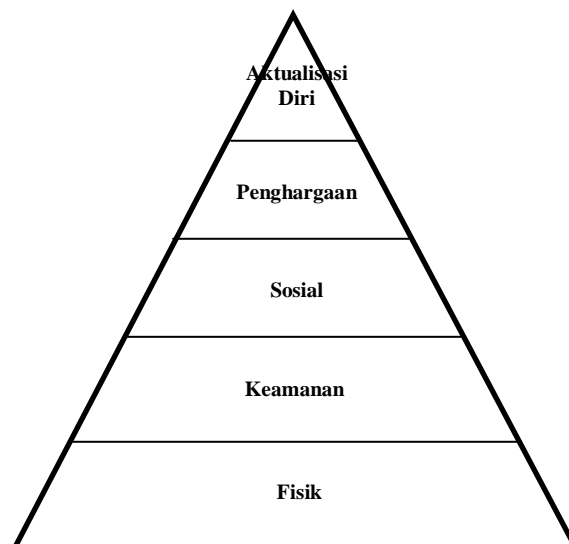 Aktualisasi
Diri
Penghargaan
Sosial
Keamanan
Fisik